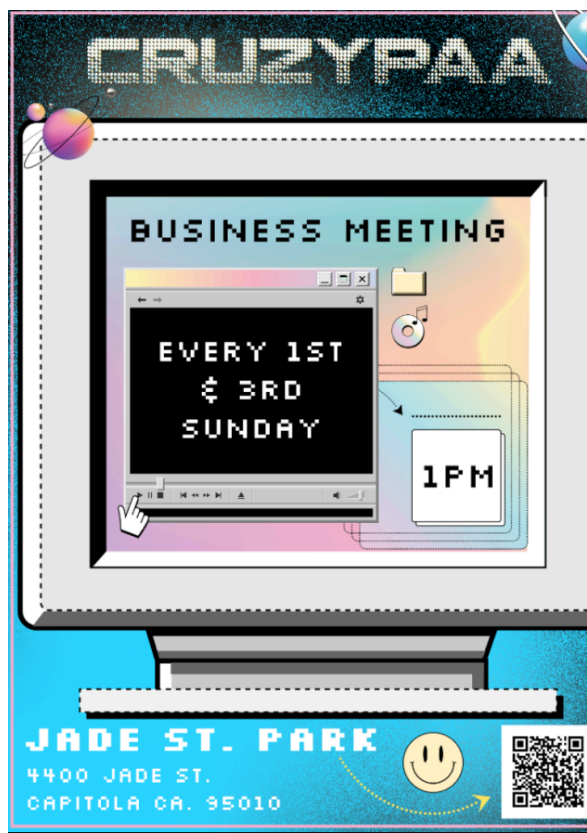 CRUZYPAA
BUSINESS MEETING
EVERY 1ST
& 3RD
SUNDAY
1PM
JADE ST. PARK
4400 JADE ST.
CAPITOLA CA. 95010